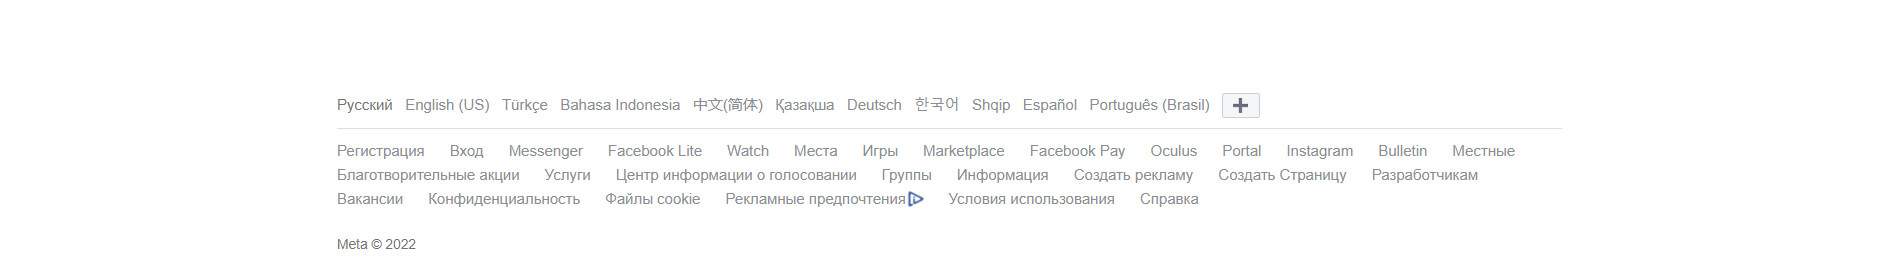 Русский English (US) Türkçe Bahasa Indonesia 中文(简体) Қазақша Deutsch 한국어 Shqip Español Português (Brasil)
Регистрация Вход Messenger Facebook Lite Watch Места Игры Marketplace Facebook Pay Oculus Portal Instagram Bulletin Местные
Благотворительные акции Услуги Центр информации о голосовании Группы Информация Создать рекламу Создать Страницу Разработчикам
Вакансии Конфиденциальность Файлы cookie Рекламные предпочтения Условия использования Справка
Meta © 2022